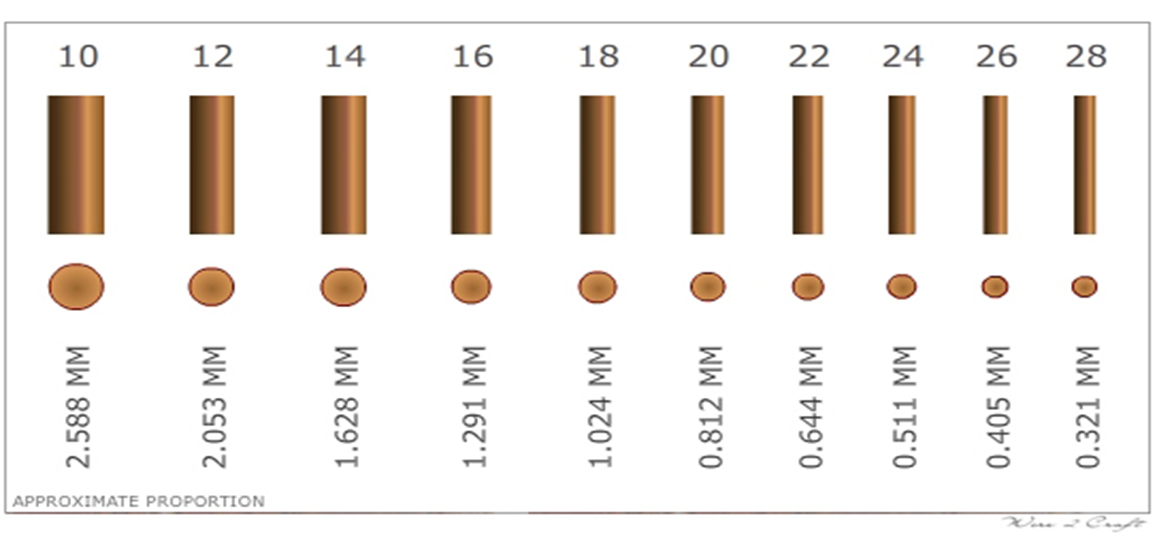 10 12 14 16 18 20 22 24 26 28
2.588 MM 2.053 MM 1.628 MM 1.291 MM 1.024 MM 0.812 MM 0.644 MM 0.511 MM 0.405 MM 0.321 MM
APPROXIMATE PROPORTION
Wire 2 Craft